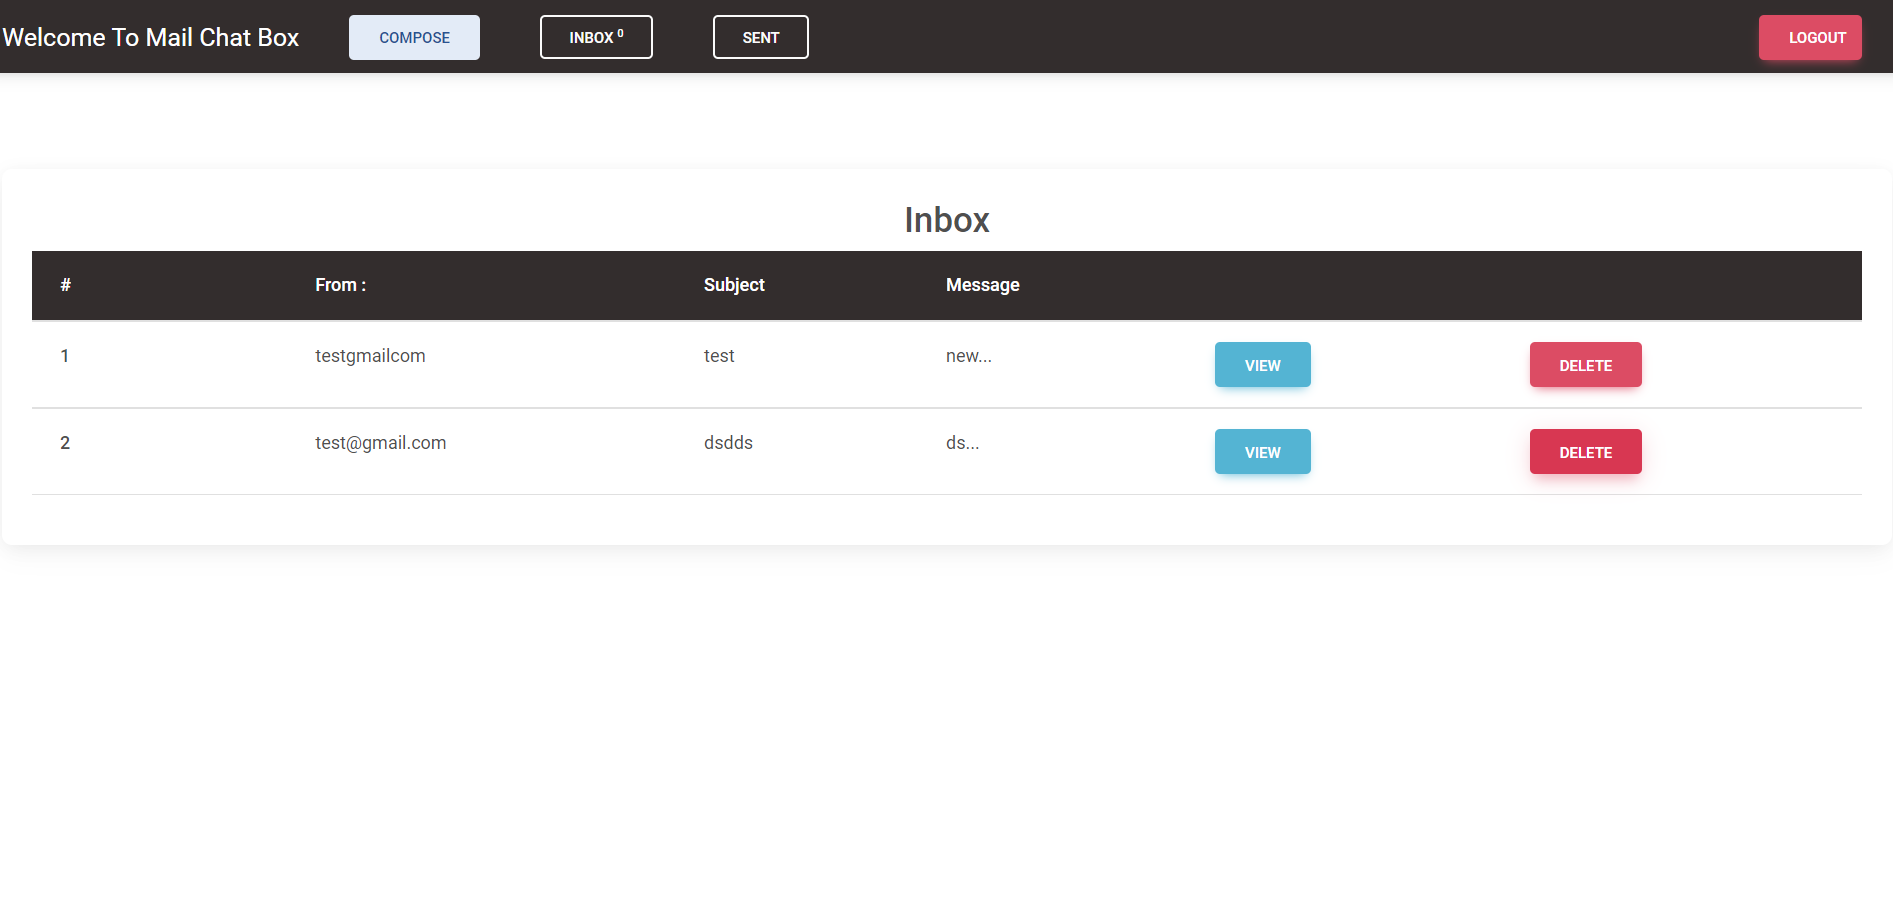 Welcome To Mail Chat Box COMPOSE INBOX 0 SENT LOGOUT
Inbox
# From : Subject Message
1 testgmailcom test new... VIEW DELETE
2 test@gmail.com dsdds ds... VIEW DELETE